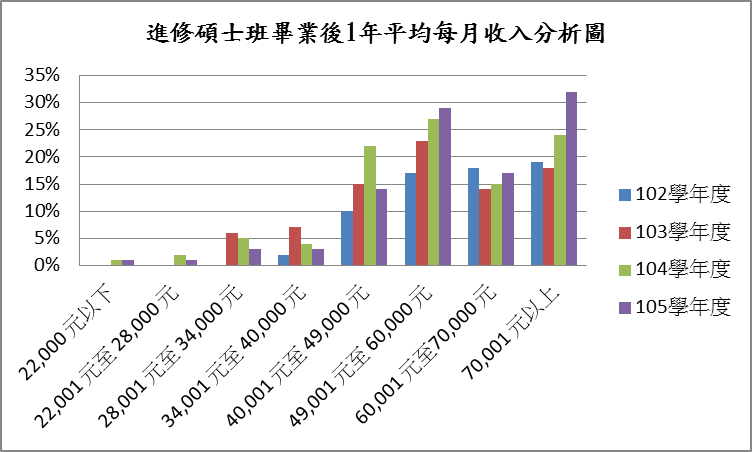 進修碩士班畢業後1年平均每月收入分析圖
35%
30%
25%
20%
15%
10%
5%
0%
22,000 元以下
22,001 元至 28,000 元
28,001 元至 34,000 元
34,001 元至 40,000 元
40,001 元至 49,000 元
49,001 元至 60,000 元
60,001 元至70,000 元
70,001 元以上
102學年度
103學年度
104學年度
105學年度